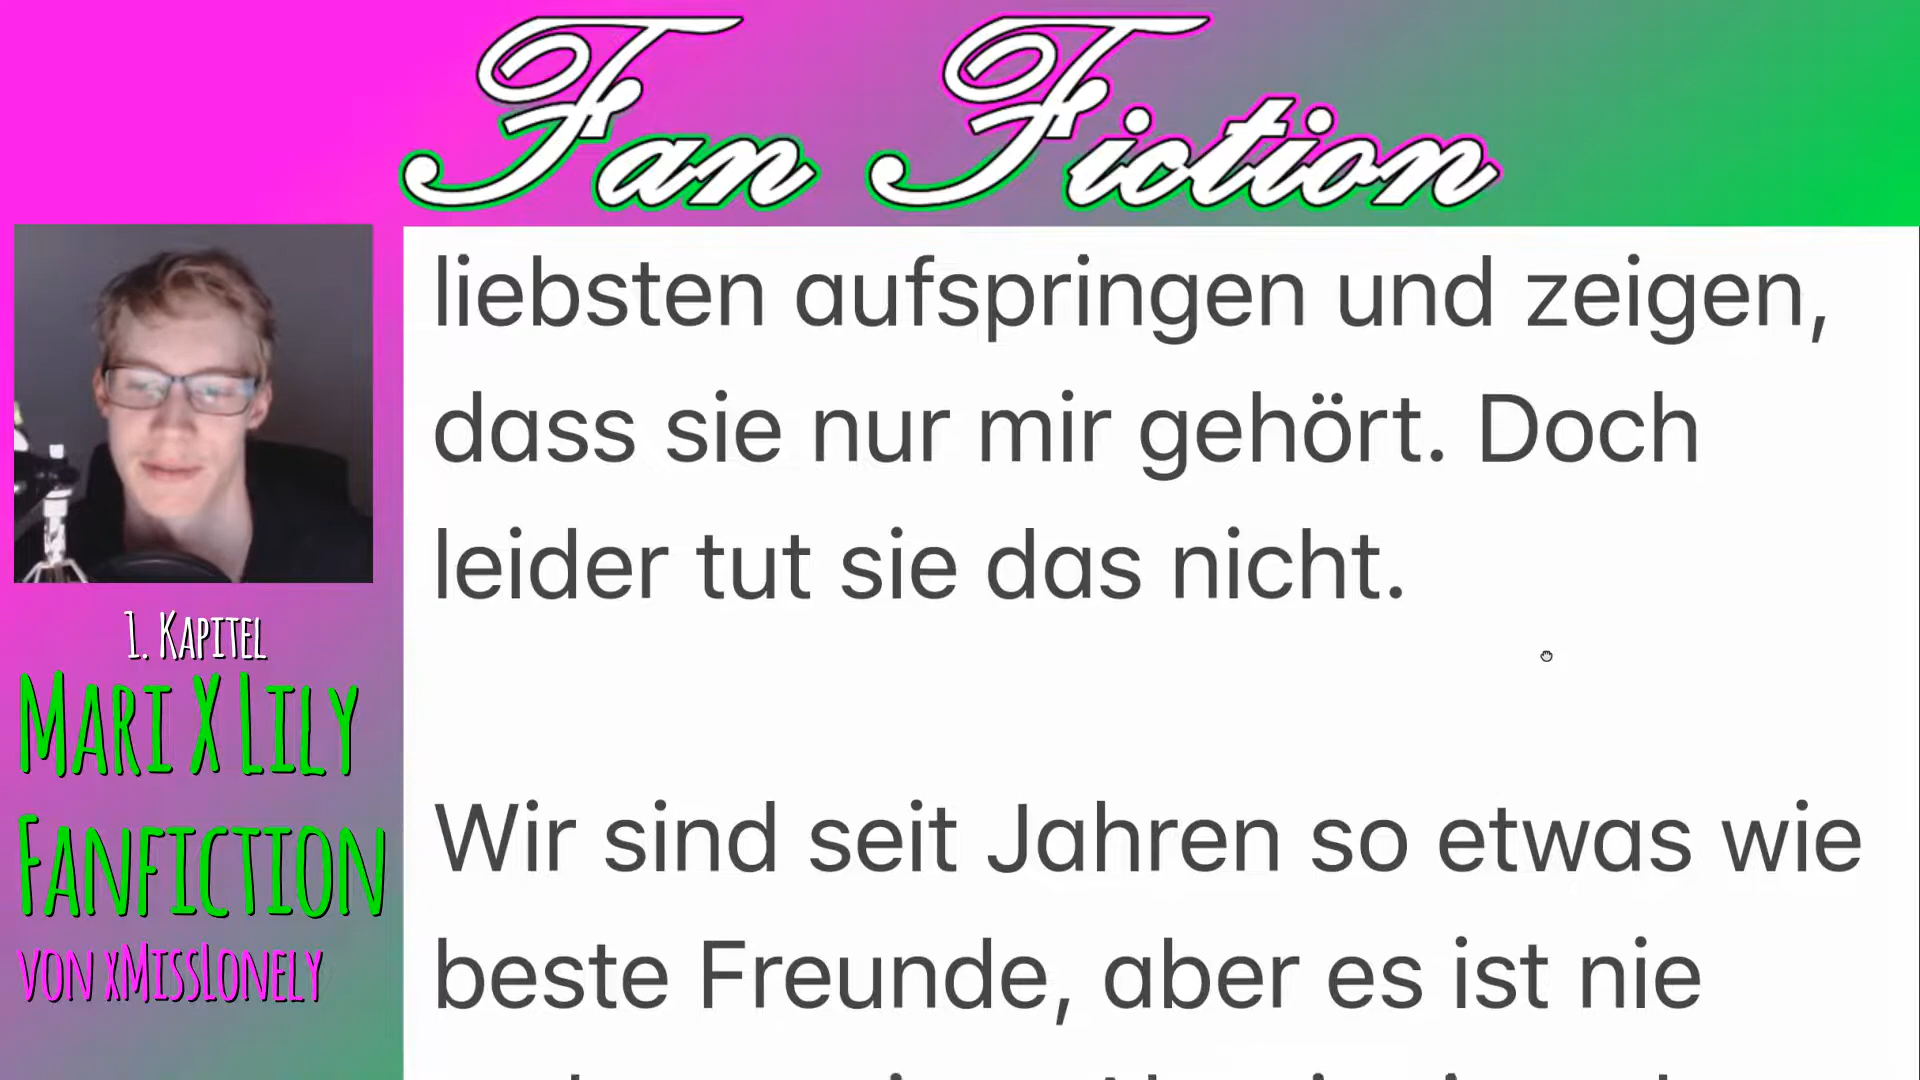 Fan Fiction
liebsten aufspringen und zeigen,
dass sie nur mir gehört. Doch
leider tut sie das nicht.
Wir sind seit Jahren so etwas wie
beste Freunde, aber es ist nie
1. Kapitel
Mari X Lily
Fanfiction
von xMissLonely